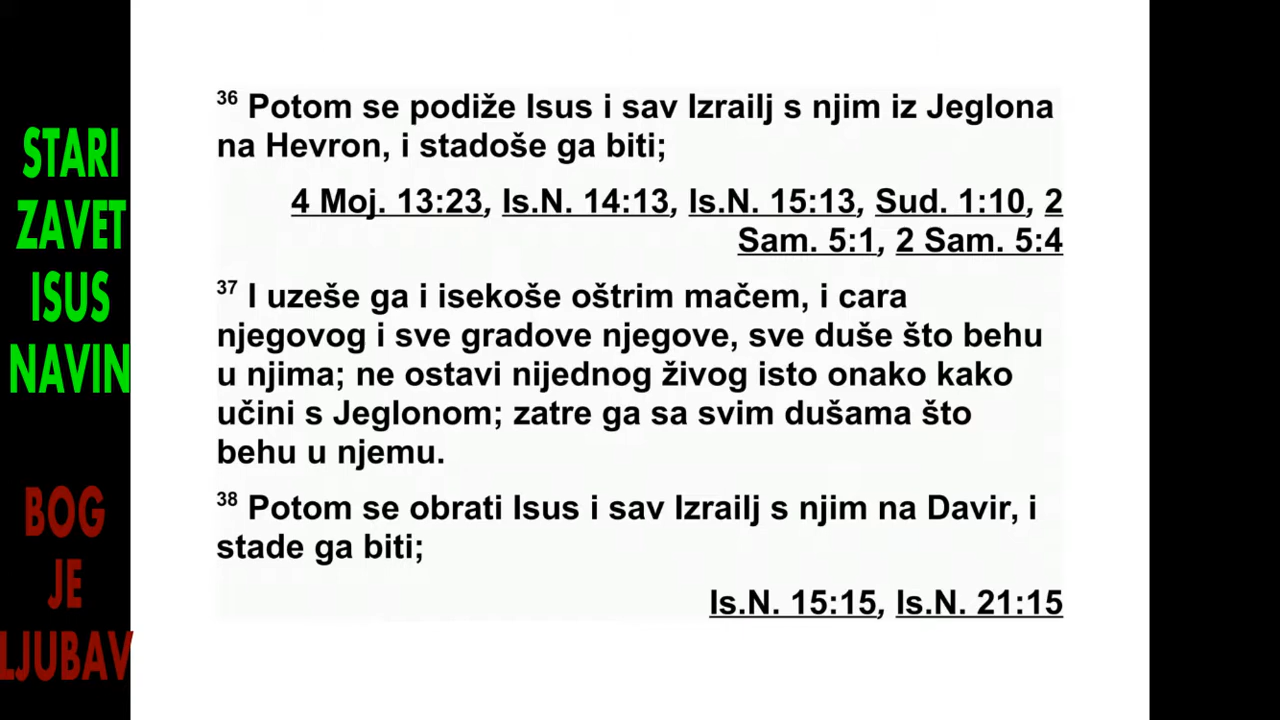 STARI
ZAVET
ISUS
NAVIN
BOG
JE
LJUBAV
36 Potom se podiže Isus i sav Izrailj s njim iz Jeglona
na Hevron, i stadoše ga biti;
4 Moj. 13:23, Is.N. 14:13, Is.N. 15:13, Sud. 1:10, 2
Sam. 5:1, 2 Sam. 5:4
37 I uzeše ga i isekoše oštrim mačem, i cara
njegovog i sve gradove njegove, sve duše što behu
u njima; ne ostavi nijednog živog isto onako kako
učini s Jeglonom; zatre ga sa svim dušama što
behu u njemu.
38 Potom se obrati Isus i sav Izrailj s njim na Davir, i
stade ga biti;
Is.N. 15:15, Is.N. 21:15